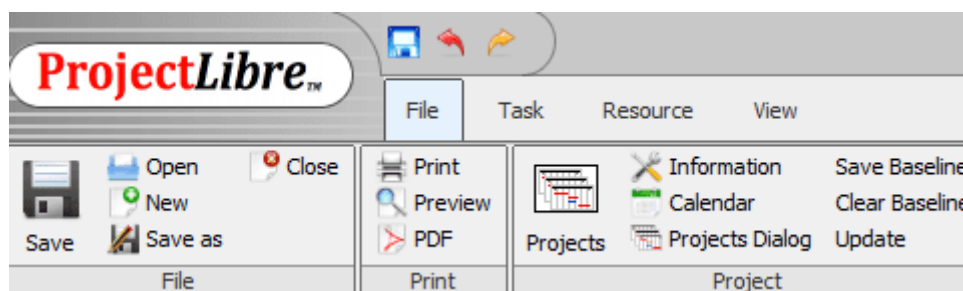 ProjectLibre™
File Task Resource View
Save
Open
New
Save as
Close
File
Print
Preview
PDF
Print
Projects
Information
Calendar
Projects Dialog
Save Baseline
Clear Baseline
Update
Project